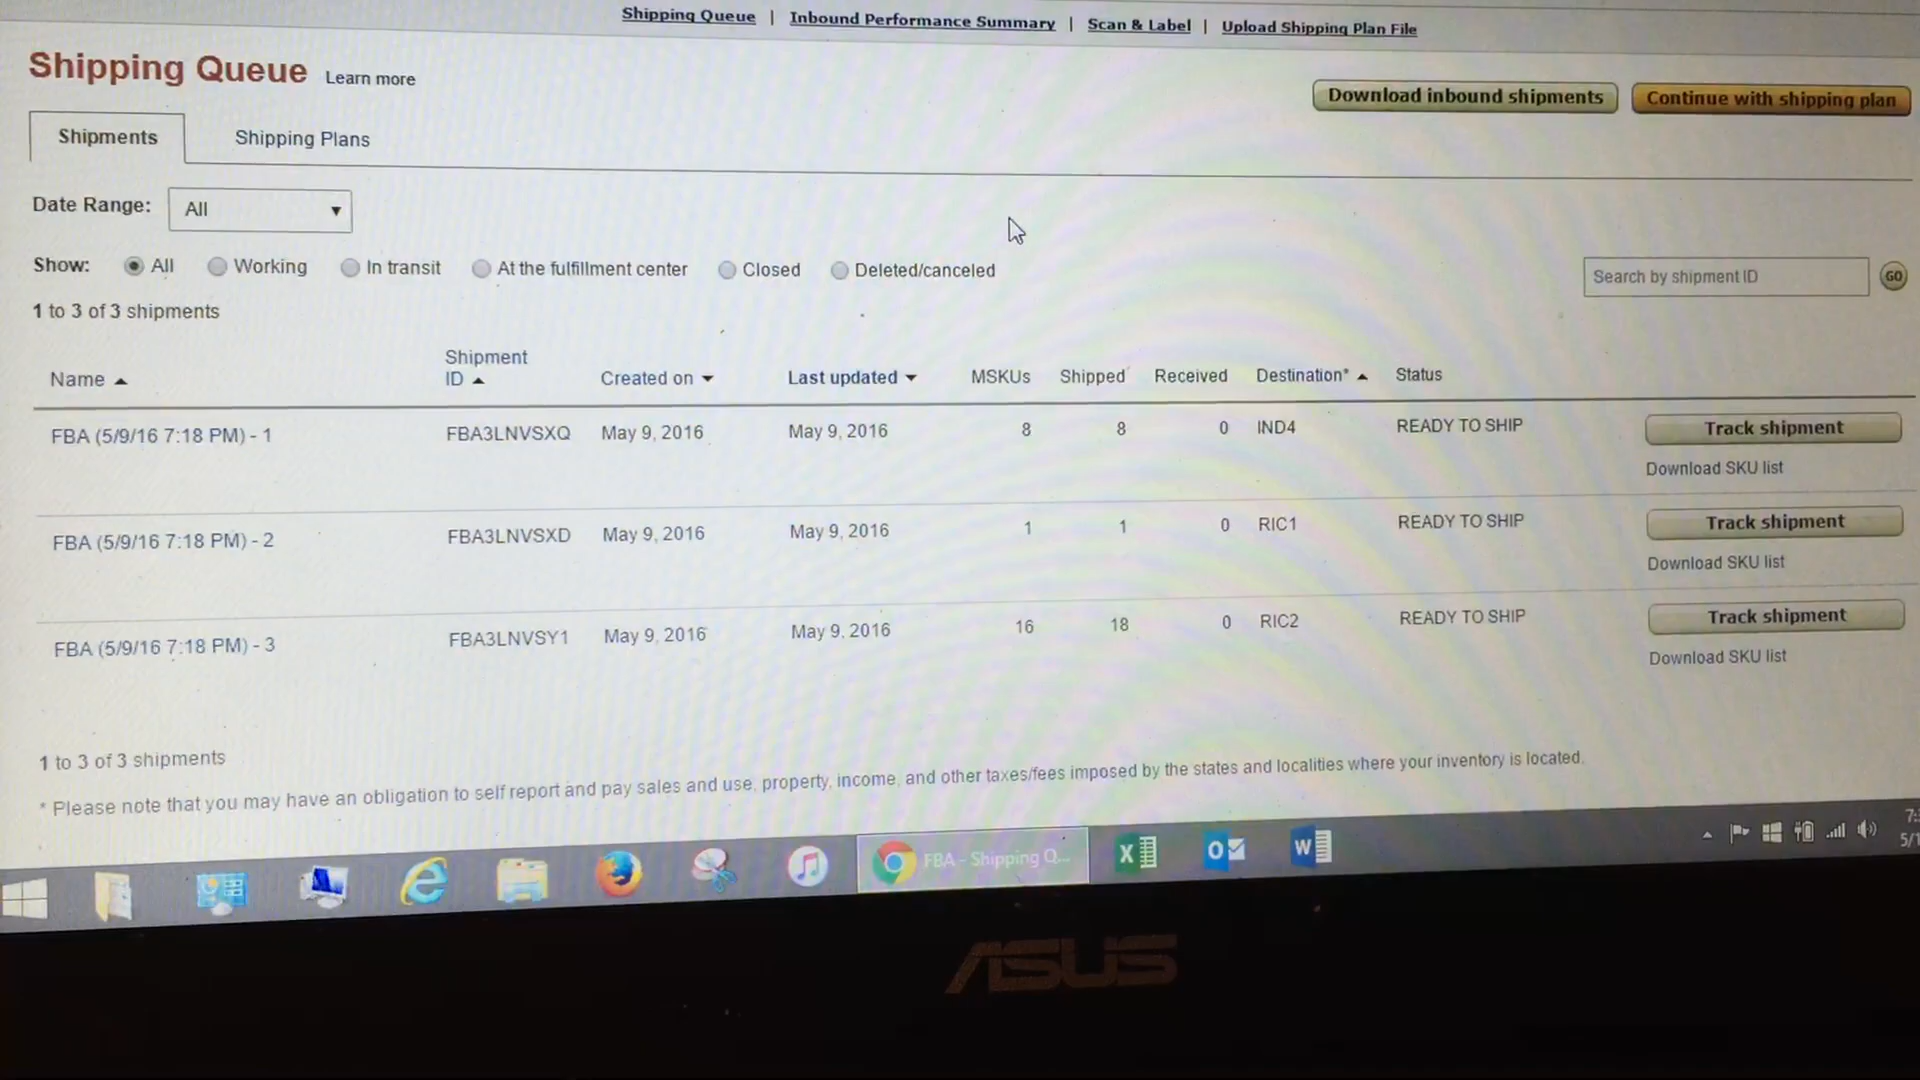 Shipping Queue | Inbound Performance Summary | Scan & Label | Upload Shipping Plan File
Shipping Queue Learn more
Download inbound shipments Continue with shipping plan
Shipments Shipping Plans
Date Range: All
Show: All Working In transit At the fulfillment center Closed Deleted/canceled
Search by shipment ID GO
1 to 3 of 3 shipments
Name Shipment ID Created on Last updated MSKUs Shipped Received Destination* Status
FBA (5/9/16 7:18 PM) - 1 FBA3LNVSXQ May 9, 2016 May 9, 2016 8 8 0 IND4 READY TO SHIP Track shipment
Download SKU list
FBA (5/9/16 7:18 PM) - 2 FBA3LNVSXD May 9, 2016 May 9, 2016 1 1 0 RIC1 READY TO SHIP Track shipment
Download SKU list
FBA (5/9/16 7:18 PM) - 3 FBA3LNVSY1 May 9, 2016 May 9, 2016 16 18 0 RIC2 READY TO SHIP Track shipment
Download SKU list
1 to 3 of 3 shipments
* Please note that you may have an obligation to self report and pay sales and use, property, income, and other taxes/fees imposed by the states and localities where your inventory is located.
FBA - Shipping Q...
ASUS